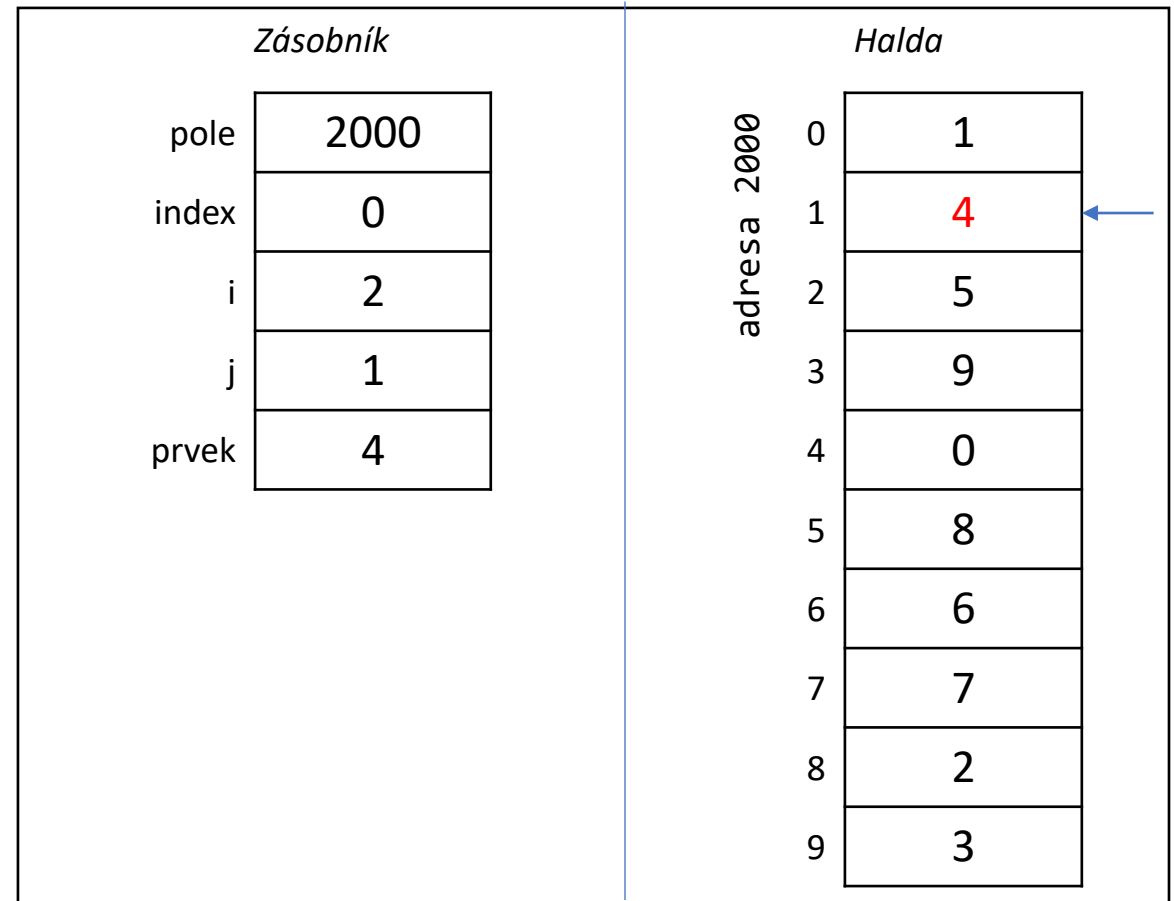 Zásobník
pole 2000
index 0
i 2
j 1
prvek 4
Halda
adresa 2000
0 1
1 4
2 5
3 9
4 0
5 8
6 6
7 7
8 2
9 3